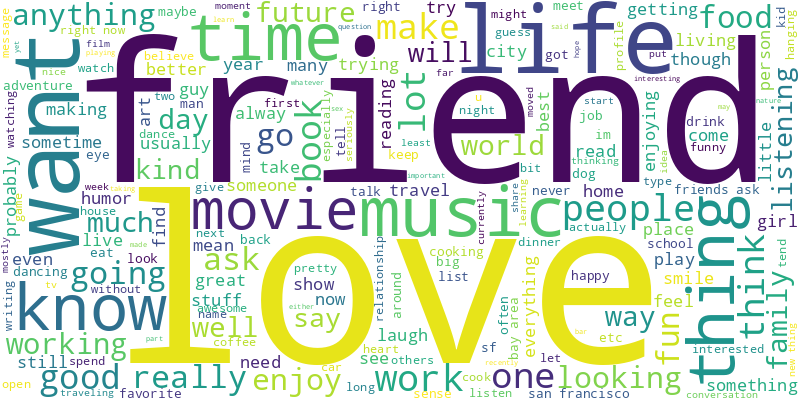 friend
love
life
want
thing
music
movie
know
time
people
work
one
looking
make
will
future
anything
food
world
book
lot
day
kind
go
going
much
think
family
fun
way
really
good
enjoy
well
say
ask
working
something
listening
living
getting
city
reading
trying
many
year
better
guy
alway
usually
sometime
making
probably
humor
live
even
find
someone
take
travel
home
place
play
girl
little
person
though
come
best
enjoying
read
job
im
dog
drink
funny
never
type
friends ask
school
actually
smile
feel
everything
etc
happy
dinner
cooking
big
list
relationship
around
laugh
see
others
show
now
great
stuff
mean
need
still
spend
favorite
long
cook
listen
sense
san francisco
bay area
sf
often
let
interested
conversation
new thing
tend
hanging
kid
meet
might
guess
got
profile
put
moved
start
thinking
idea
nature
may
interesting
hope
said
question
moment
learn
maybe
right
try
right now
film
believe
nice
watch
adventure
message
yet
playing
watching
art
two
man
dance
eye
first
especially
tell
seriously
whatever
sex
mind
keep
least
far
u
night
bit
important
give
talk
share
learning
currently
next
back
pretty
awesome
name
either
coffee
car
heart
part
made
tv
without
look
eat
house
week
taking
game
dancing
mostly
writing
open
traveling
bar
recently